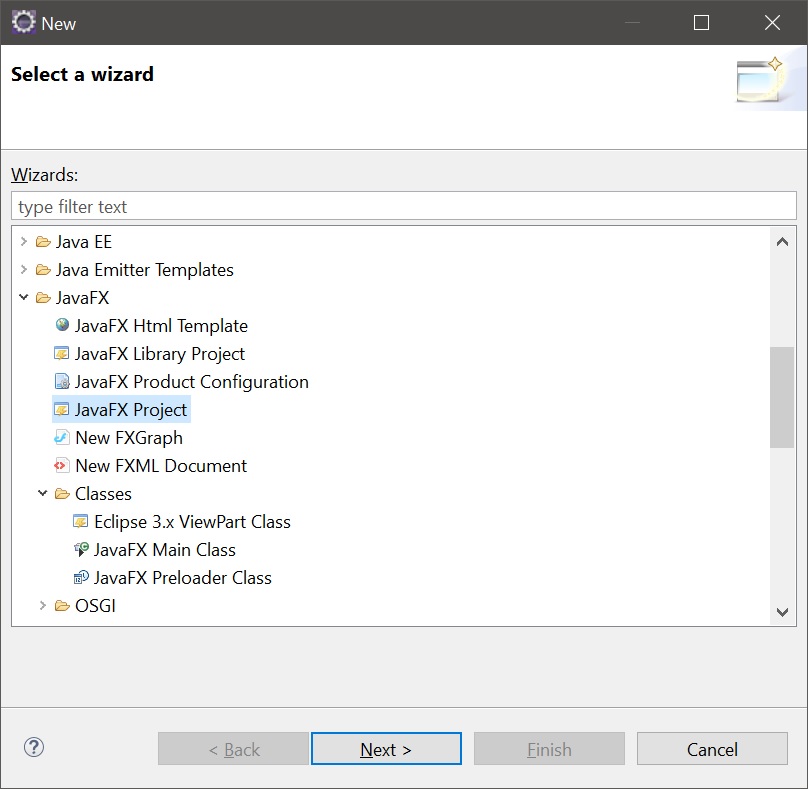 New
Select a wizard
Wizards:
type filter text
Java EE
Java Emitter Templates
JavaFX
JavaFX Html Template
JavaFX Library Project
JavaFX Product Configuration
JavaFX Project
New FXGraph
New FXML Document
Classes
Eclipse 3.x ViewPart Class
JavaFX Main Class
JavaFX Preloader Class
OSGI
? < Back Next > Finish Cancel